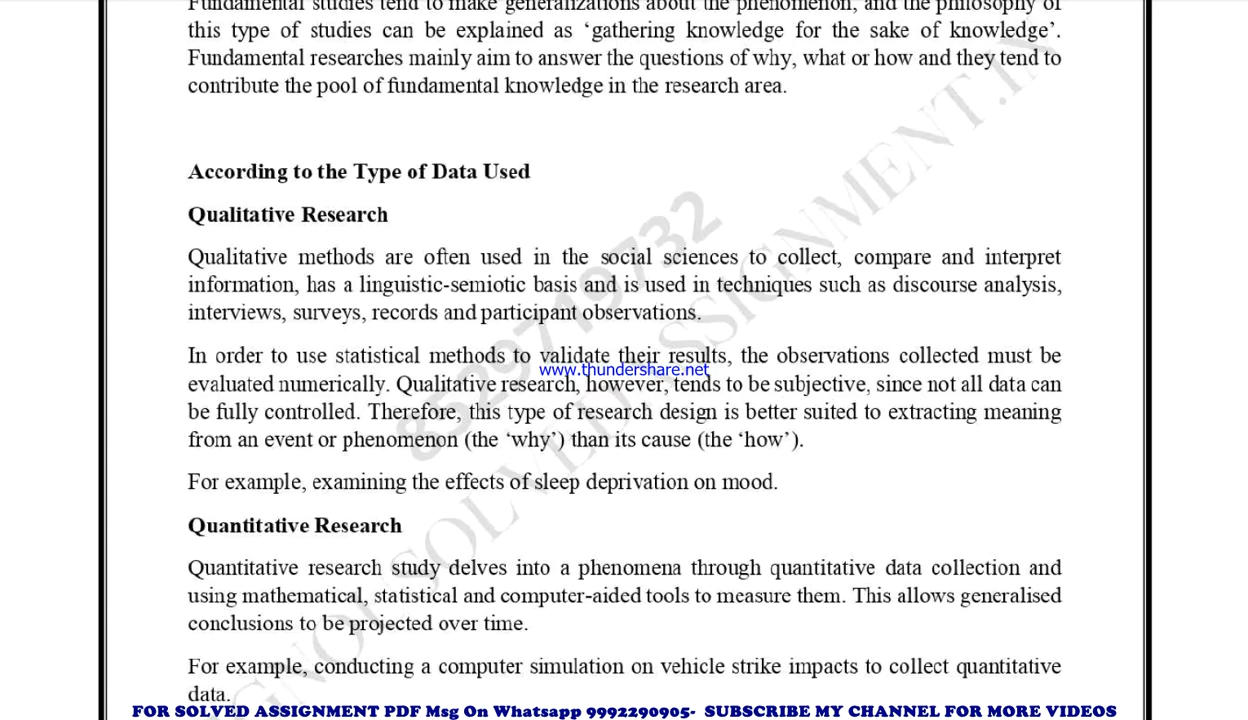 Fundamental studies tend to make generalizations about the phenomenon, and the philosophy of
this type of studies can be explained as ‘gathering knowledge for the sake of knowledge’.
Fundamental researches mainly aim to answer the questions of why, what or how and they tend to
contribute the pool of fundamental knowledge in the research area.
According to the Type of Data Used
Qualitative Research
Qualitative methods are often used in the social sciences to collect, compare and interpret
information, has a linguistic-semiotic basis and is used in techniques such as discourse analysis,
interviews, surveys, records and participant observations.
In order to use statistical methods to validate their results, the observations collected must be
www.thundershare.net
evaluated numerically. Qualitative research, however, tends to be subjective, since not all data can
be fully controlled. Therefore, this type of research design is better suited to extracting meaning
from an event or phenomenon (the ‘why’) than its cause (the ‘how’).
For example, examining the effects of sleep deprivation on mood.
Quantitative Research
Quantitative research study delves into a phenomena through quantitative data collection and
using mathematical, statistical and computer-aided tools to measure them. This allows generalised
conclusions to be projected over time.
For example, conducting a computer simulation on vehicle strike impacts to collect quantitative
data.
8529719732
IGNOUSOLVEDASSIGNMENT.IN
FOR SOLVED ASSIGNMENT PDF Msg On Whatsapp 9992290905- SUBSCRIBE MY CHANNEL FOR MORE VIDEOS